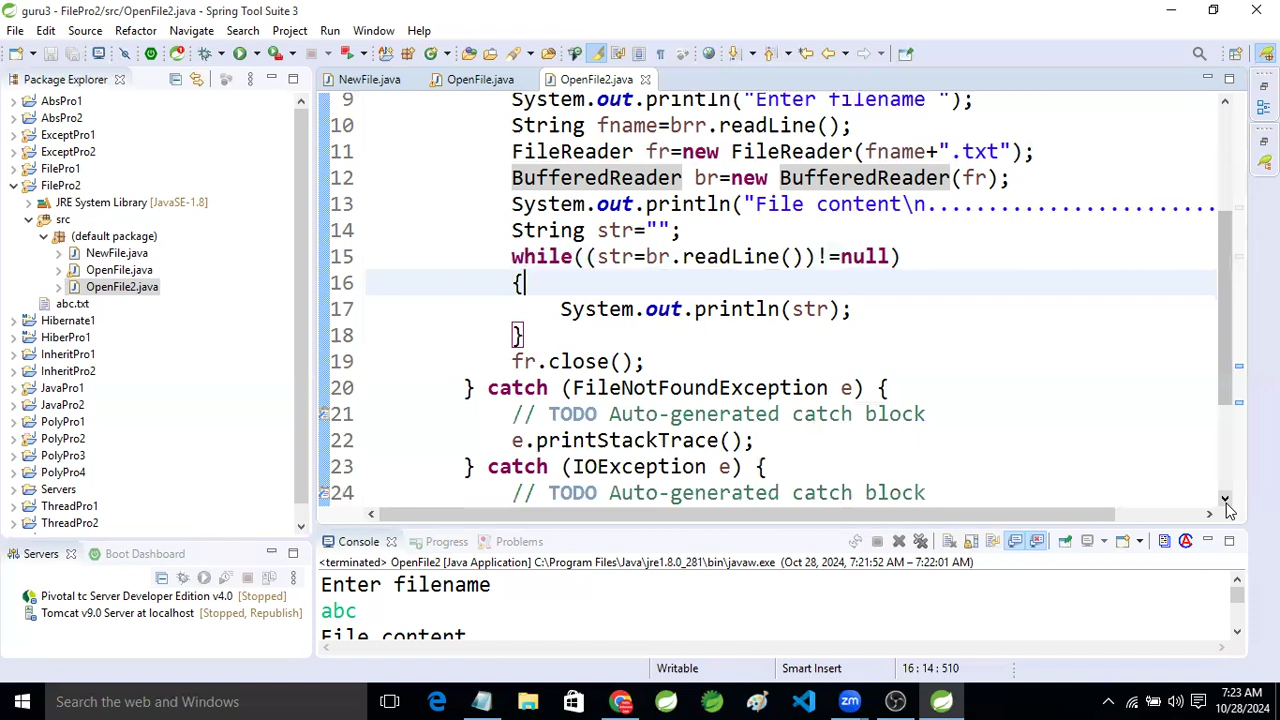 guru3 - FilePro2/src/OpenFile2.java - Spring Tool Suite 3
File Edit Source Refactor Navigate Search Project Run Window Help
Package Explorer
NewFile.java OpenFile.java OpenFile2.java
AbsPro1
AbsPro2
ExceptPro1
ExceptPro2
FilePro1
FilePro2
JRE System Library [JavaSE-1.8]
src
(default package)
NewFile.java
OpenFile.java
OpenFile2.java
abc.txt
Hibernate1
HiberPro1
InheritPro1
InheritPro2
JavaPro1
JavaPro2
PolyPro1
PolyPro2
PolyPro3
PolyPro4
Servers
ThreadPro1
ThreadPro2
9 System.out.println("Enter filename ");
10 String fname=brr.readLine();
11 FileReader fr=new FileReader(fname+".txt");
12 BufferedReader br=new BufferedReader(fr);
13 System.out.println("File content\n........................
14 String str="";
15 while((str=br.readLine())!=null)
16 {
17 System.out.println(str);
18 }
19 fr.close();
20 } catch (FileNotFoundException e) {
21 // TODO Auto-generated catch block
22 e.printStackTrace();
23 } catch (IOException e) {
24 // TODO Auto-generated catch block
Servers Boot Dashboard
Pivotal tc Server Developer Edition v4.0 [Stopped]
Tomcat v9.0 Server at localhost [Stopped, Republish]
Console Progress Problems
<terminated> OpenFile2 [Java Application] C:\Program Files\Java\jre1.8.0_281\bin\javaw.exe (Oct 28, 2024, 7:21:52 AM – 7:22:01 AM)
Enter filename
abc
File content
Writable Smart Insert 16 : 14 : 510
Search the web and Windows
7:23 AM
10/28/2024